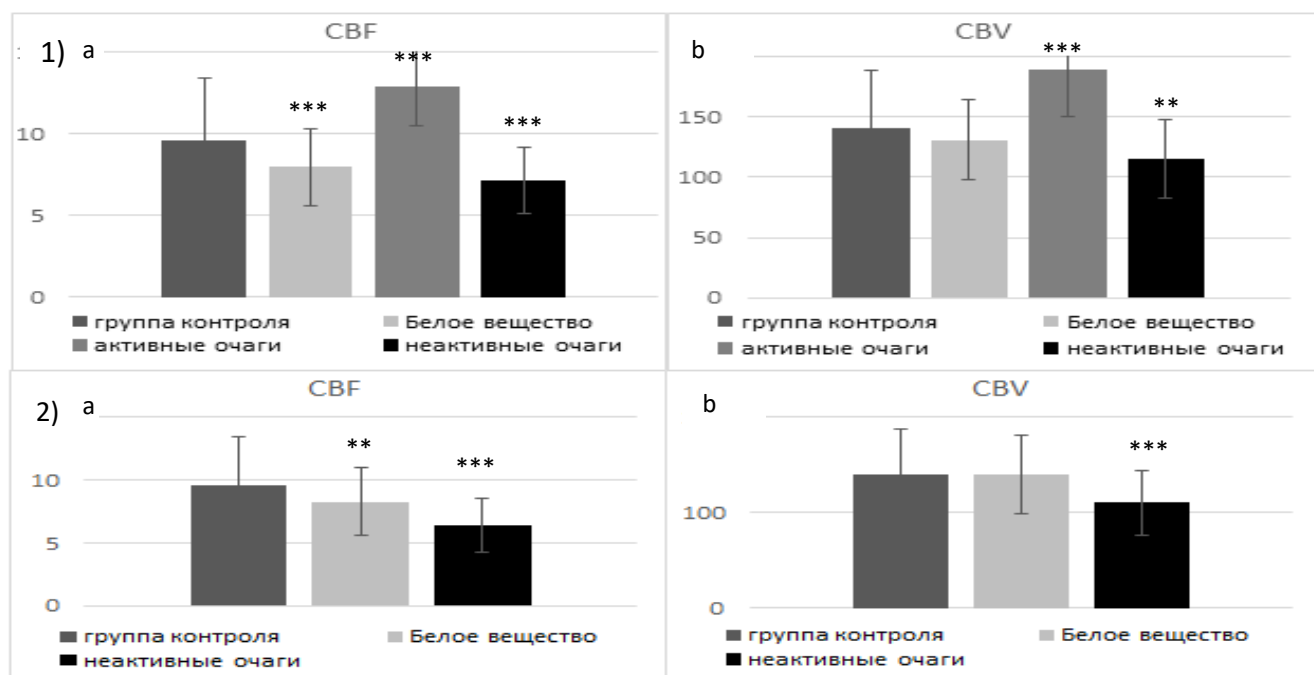 1) a
CBF
***
***
***
10
5
0
группа контроля Белое вещество
активные очаги неактивные очаги
b
CBV
***
**
150
100
50
0
группа контроля Белое вещество
активные очаги неактивные очаги
2) a
CBF
**
***
10
5
0
группа контроля Белое вещество
неактивные очаги
b
CBV
***
100
0
группа контроля Белое вещество
неактивные очаги